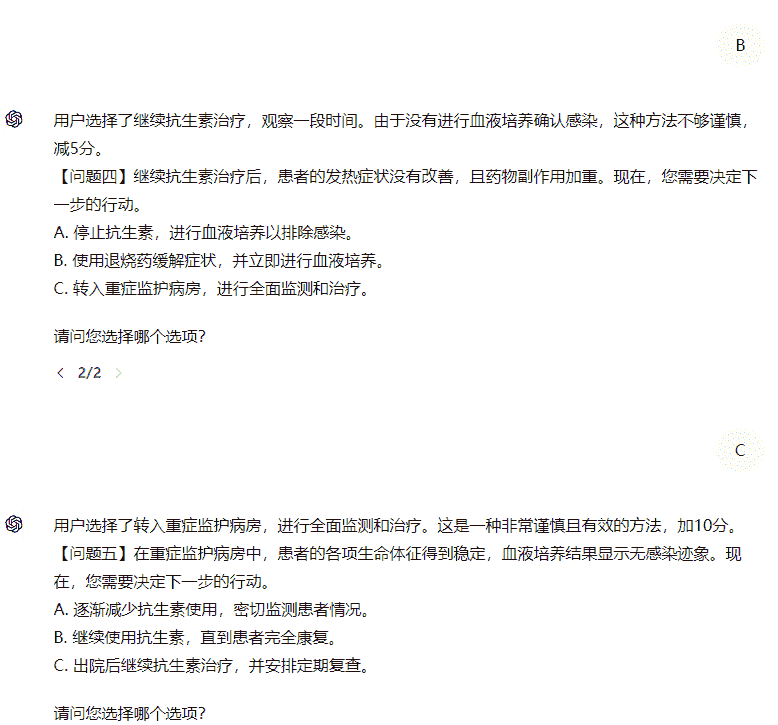 B
用户选择了继续抗生素治疗，观察一段时间。由于没有进行血液培养确认感染，这种方法不够谨慎，
减5分。
【问题四】继续抗生素治疗后，患者的发热症状没有改善，且药物副作用加重。现在，您需要决定下
一步的行动。
A. 停止抗生素，进行血液培养以排除感染。
B. 使用退烧药缓解症状，并立即进行血液培养。
C. 转入重症监护病房，进行全面监测和治疗。
请问您选择哪个选项？
2/2
C
用户选择了转入重症监护病房，进行全面监测和治疗。这是一种非常谨慎且有效的方法，加10分。
【问题五】在重症监护病房中，患者的各项生命体征得到稳定，血液培养结果显示无感染迹象。现
在，您需要决定下一步的行动。
A. 逐渐减少抗生素使用，密切监测患者情况。
B. 继续使用抗生素，直到患者完全康复。
C. 出院后继续抗生素治疗，并安排定期复查。
请问您选择哪个选项？